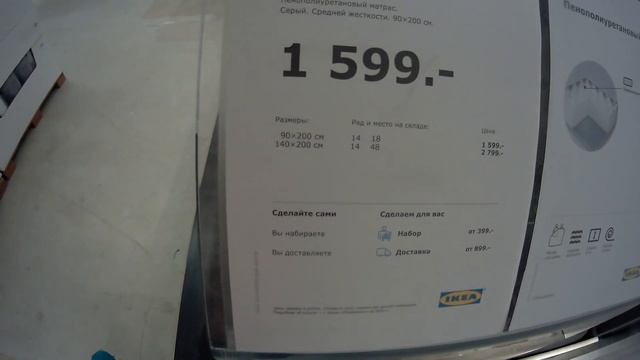 Пенополиуретановый матрас.
Серый. Средней жесткости. 90×200 см.
1 599.-
Размеры: Ряд и место на складе: Цена
90×200 см 14 18 1 599.-
140×200 см 14 48 2 799.-
Сделайте сами Сделаем для вас
Вы набираете Набор от 399.-
Вы доставляете Доставка от 899.-
IKEA
Пенополиуретановый